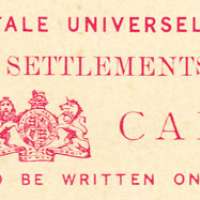 TALE UNIVERSEL
SETTLEMENTS
CA
O BE WRITTEN ON